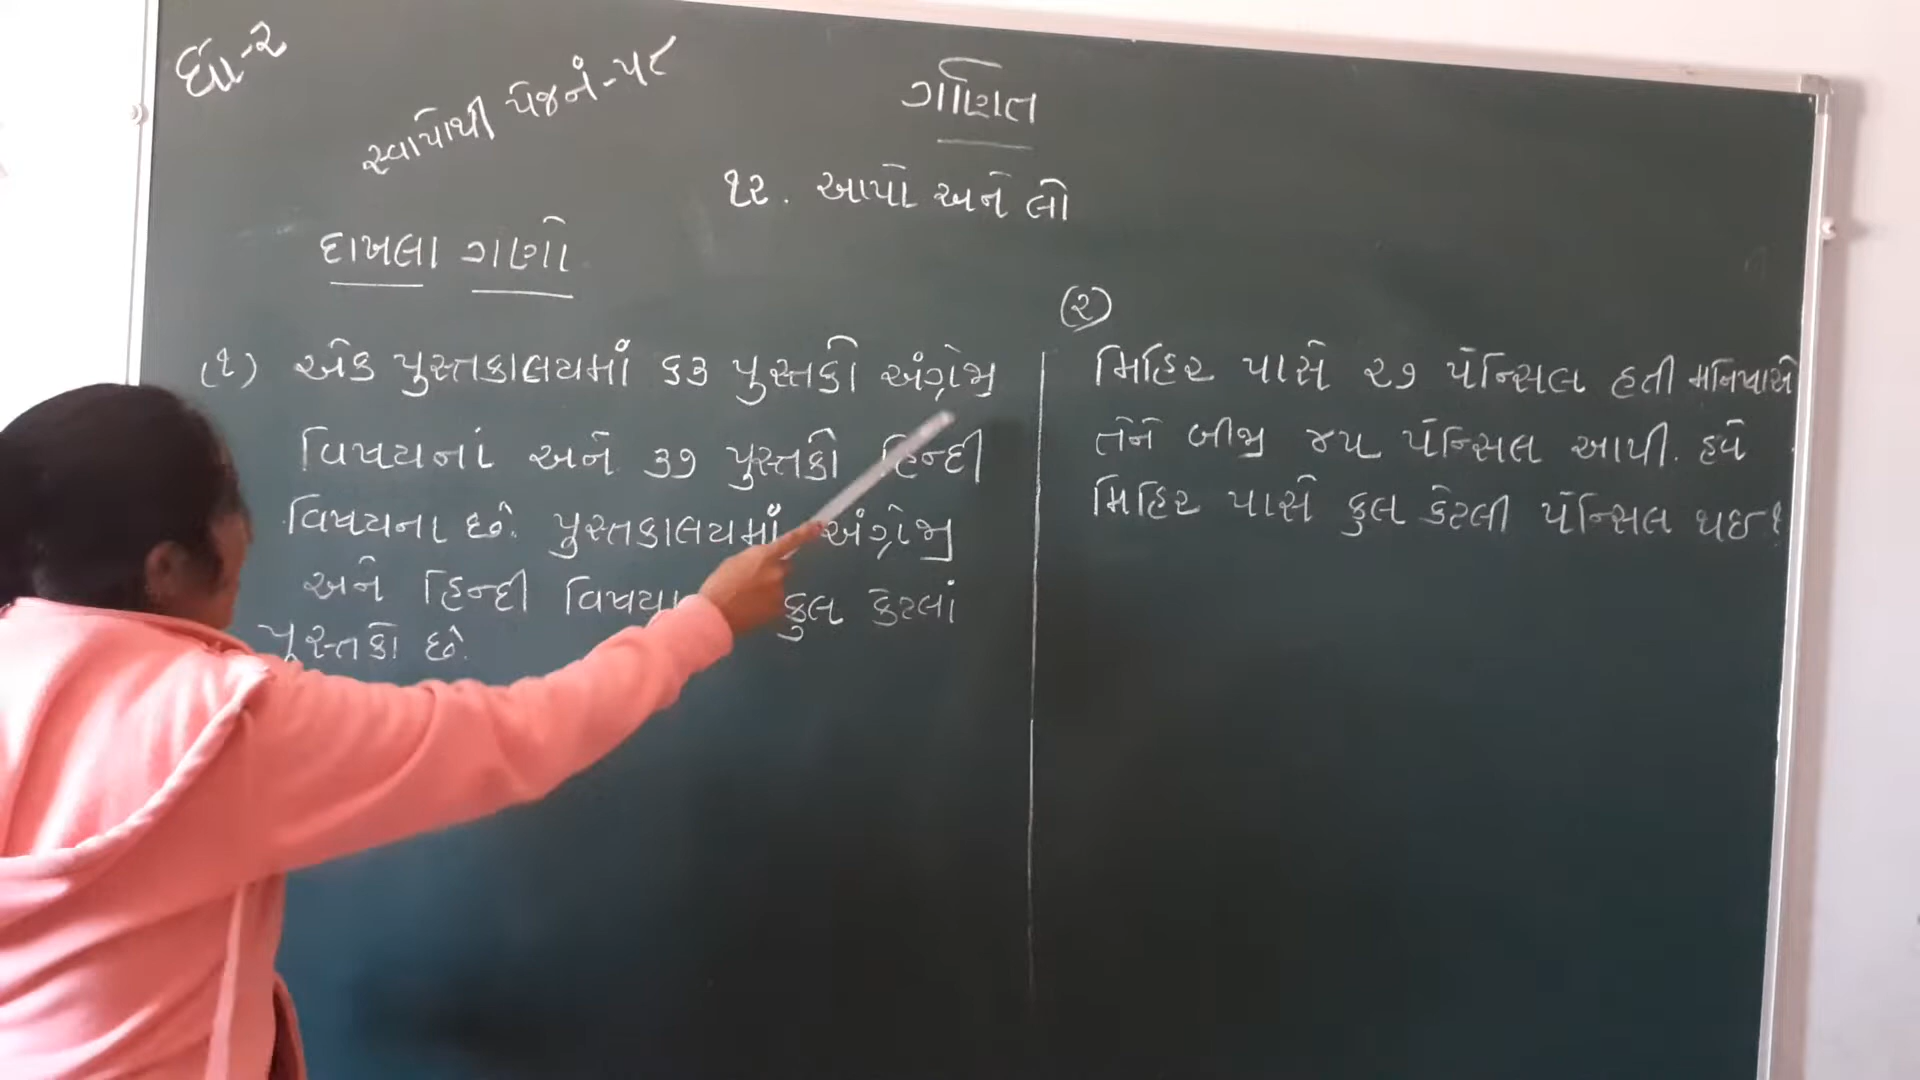 ધો-૨
સ્વાપોથી પેજનં-૫૮
ગણિત
૧૨. આપો અને લો
દાખલા ગણો
(૧) એક પુસ્તકાલયમાં ૬૩ પુસ્તકો અંગ્રેજી
વિષયનાં અને ૩૭ પુસ્તકો હિન્દી
વિષયના છે. પુસ્તકાલયમાં અંગ્રેજી
અને હિન્દી કુલ કેટલાં
પુસ્તકો છે.
(૨)
મિહિર પાસે ૨૭ પેન્સિલ હતી મનિષાએ
તેને બીજી ૪૫ પેન્સિલ આપી. હવે
મિહિર પાસે કુલ કેટલી પેન્સિલ થઈ?